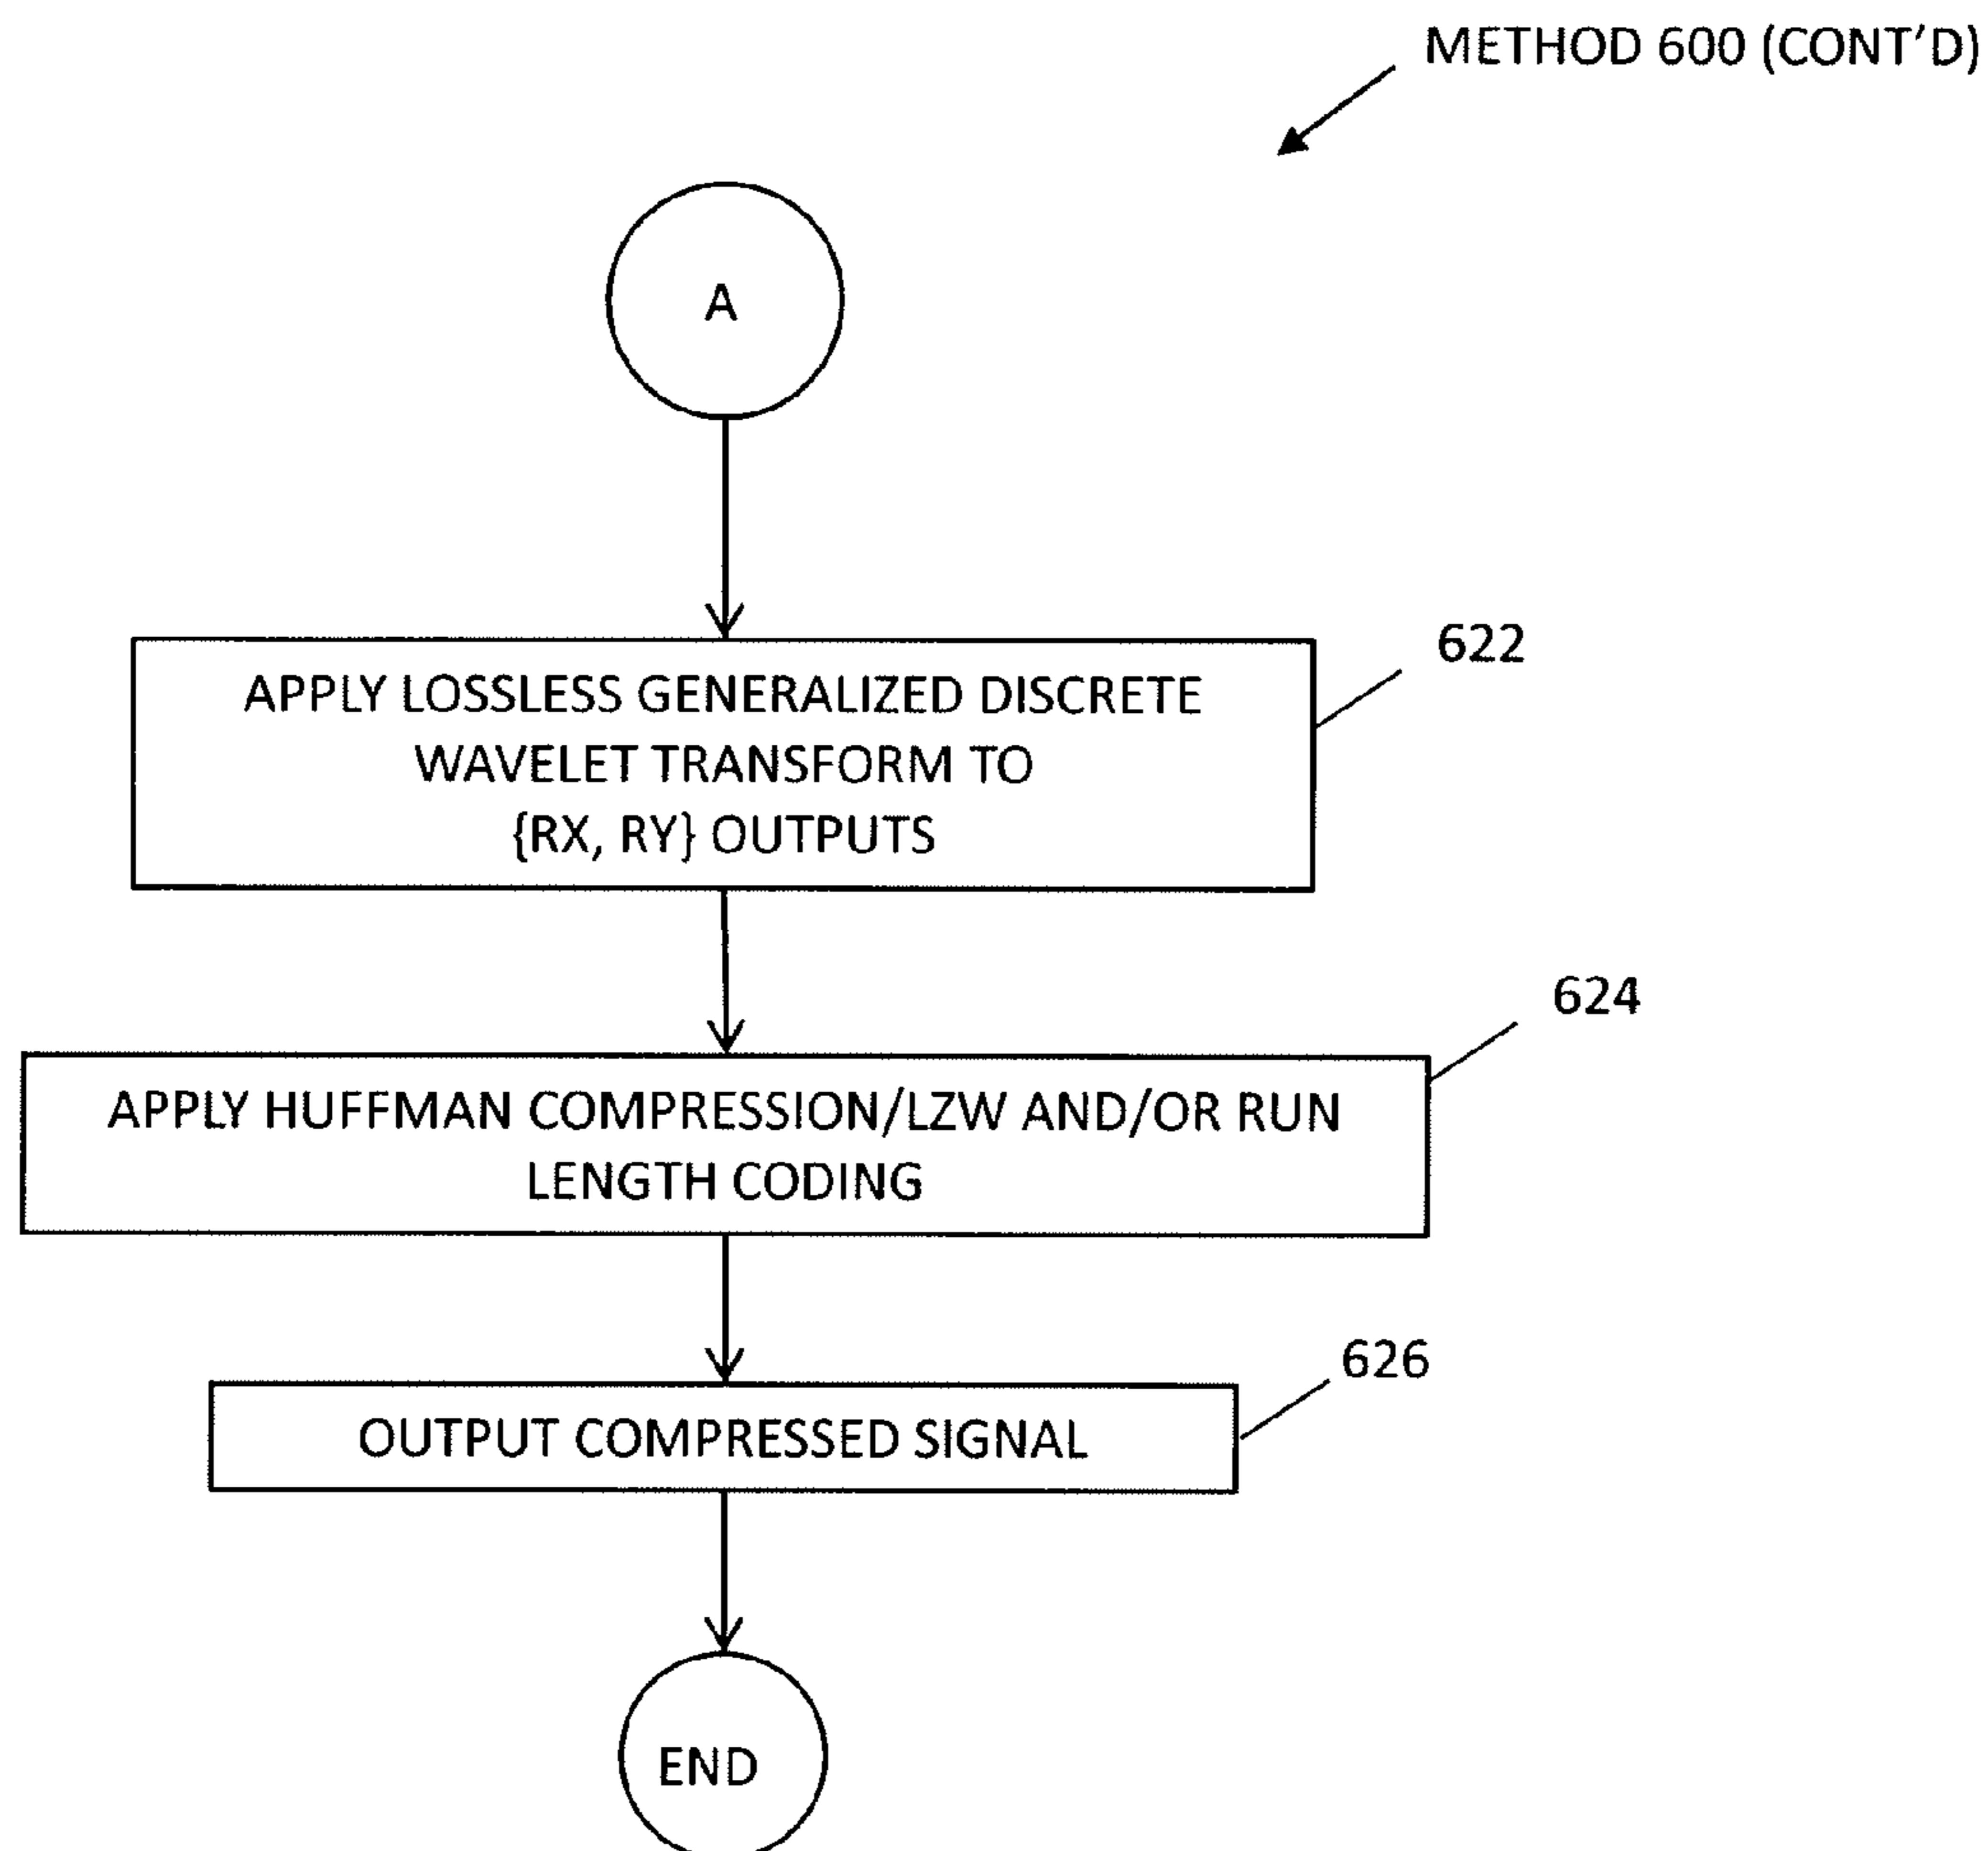 METHOD 600 (CONT'D)
A
622
APPLY LOSSLESS GENERALIZED DISCRETE
WAVELET TRANSFORM TO
{RX, RY} OUTPUTS
624
APPLY HUFFMAN COMPRESSION/LZW AND/OR RUN
LENGTH CODING
626
OUTPUT COMPRESSED SIGNAL
END